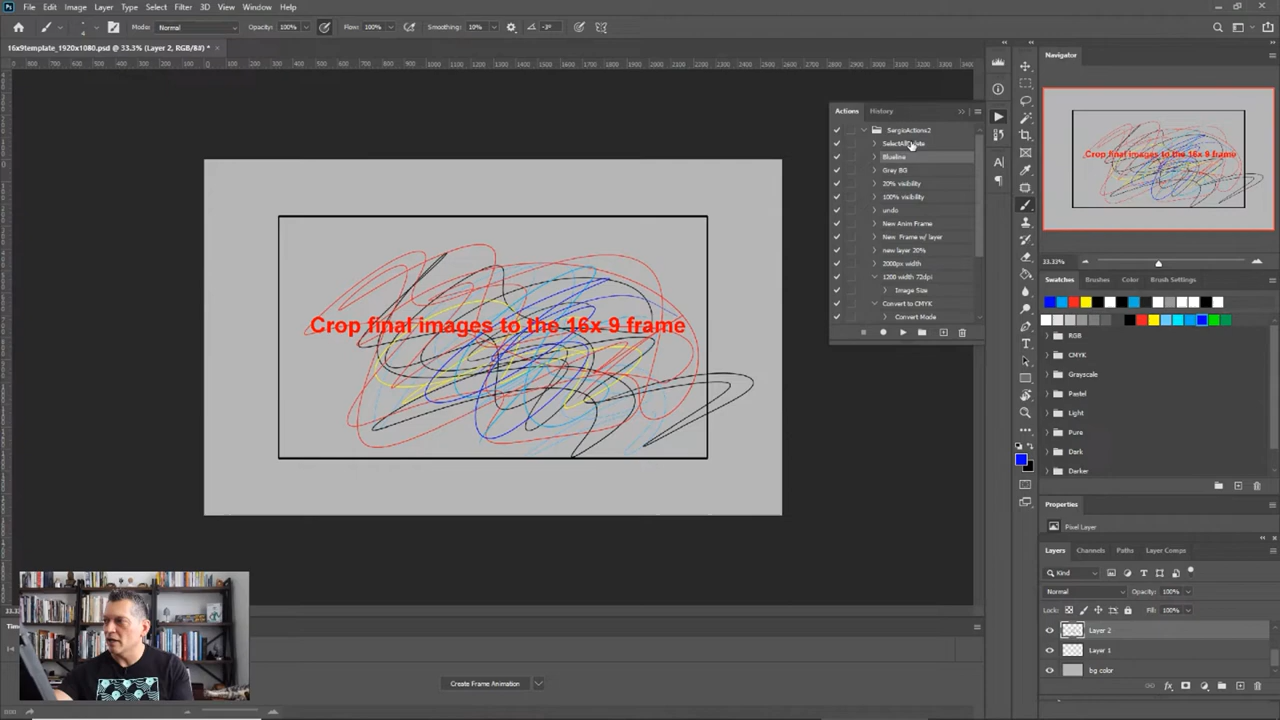 Ps File Edit Image Layer Type Select Filter 3D View Window Help
Mode: Normal Opacity: 100% Flow: 100% Smoothing: 10% -3°
16x9template_1920x1080.psd @ 33.3% (Layer 2, RGB/8#) *
Crop final images to the 16x 9 frame
Actions History
SergioActions2
Blueline
Grey BG
20% visibility
100% visibility
undo
New Anim Frame
New Frame w/ layer
new layer 20%
2000px width
1200 width 72dpi
Image Size
Convert to CMYK
Convert Mode
Navigator
Crop final images to the 16x 9 frame
33.33%
Swatches Brushes Color Brush Settings
RGB
CMYK
Grayscale
Pastel
Light
Pure
Dark
Darker
Properties
Pixel Layer
Layers Channels Paths Layer Comps
Kind
Normal Opacity: 100%
Lock: Fill: 100%
Layer 2
Layer 1
bg color
Create Frame Animation